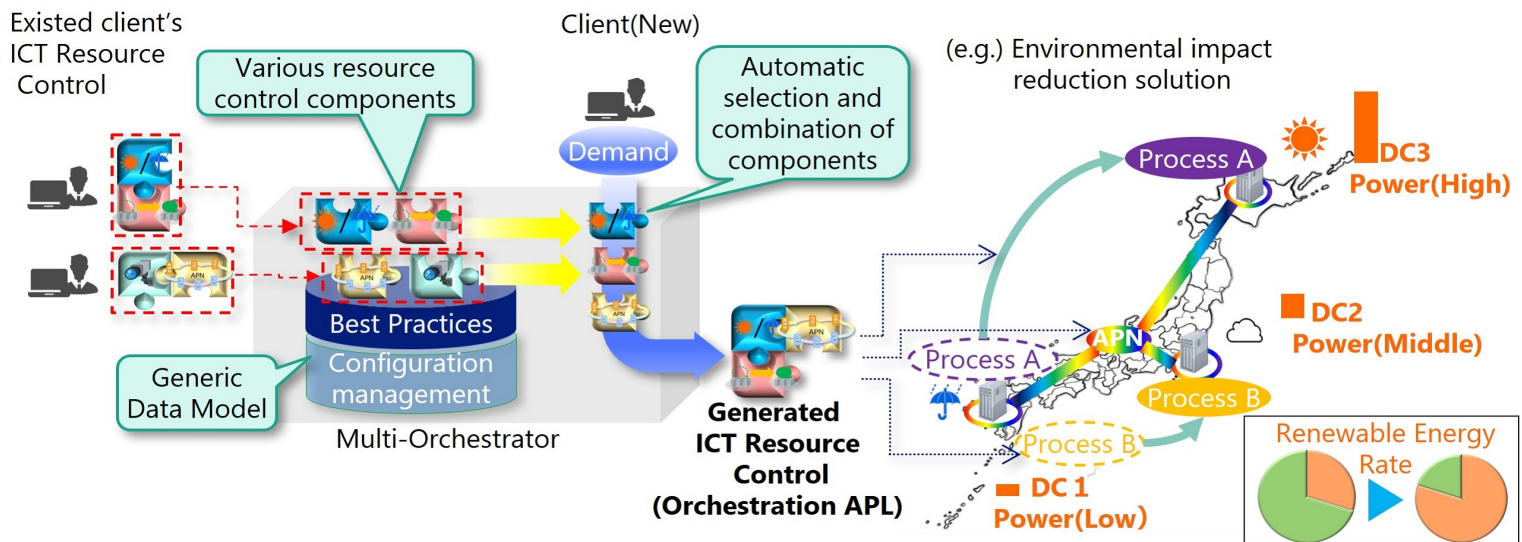 Existed client's
ICT Resource
Control
Various resource
control components
Client(New)
Demand
Automatic
selection and
combination of
components
(e.g.) Environmental impact
reduction solution
Process A
DC3
Power(High)
APN
APN
APN
APN
Best Practices
Configuration
management
Generic
Data Model
Multi-Orchestrator
Generated
ICT Resource
Control
(Orchestration APL)
Process A
APN
DC2
Power(Middle)
Process B
Process B
DC 1
Power(Low)
Renewable Energy
Rate